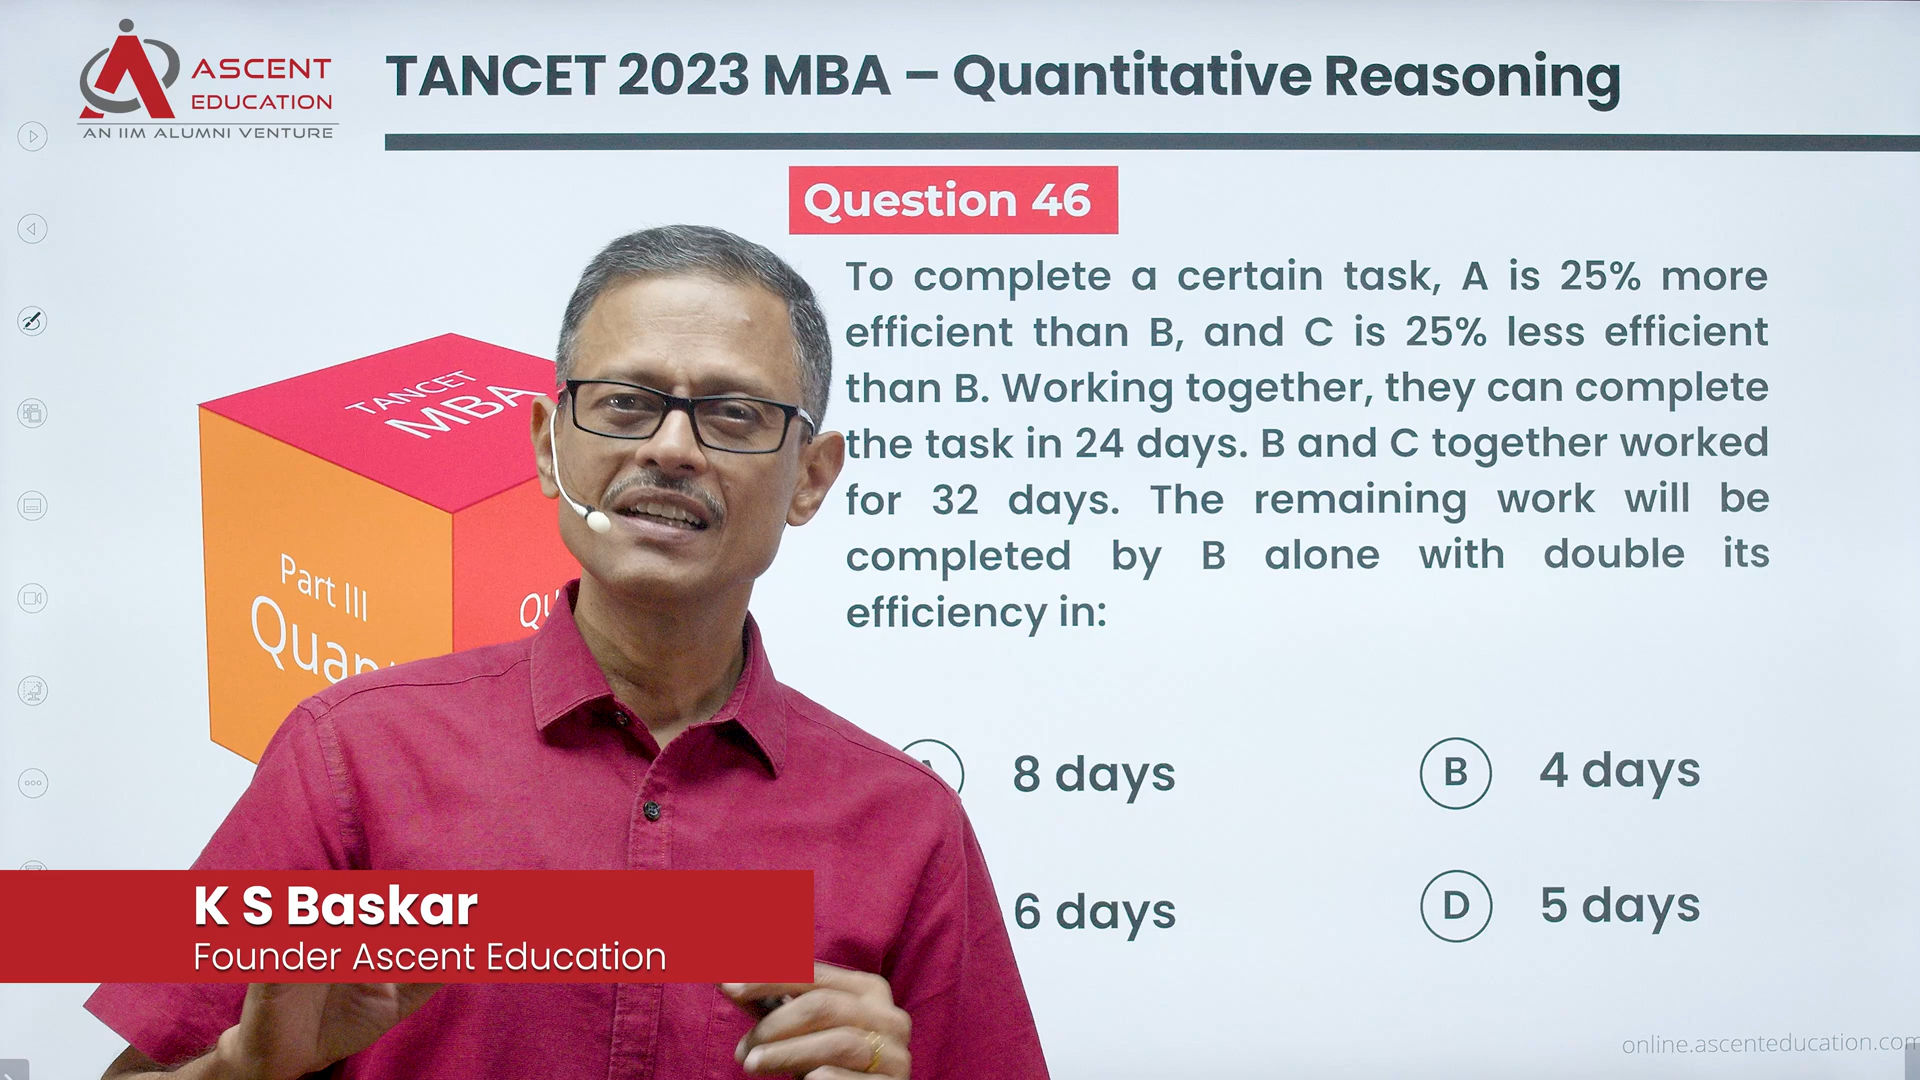 ASCENT
EDUCATION
AN IIM ALUMNI VENTURE
TANCET 2023 MBA – Quantitative Reasoning
Question 46
To complete a certain task, A is 25% more
efficient than B, and C is 25% less efficient
than B. Working together, they can complete
the task in 24 days. B and C together worked
for 32 days. The remaining work will be
completed by B alone with double its
efficiency in:
TANCET
MBA
Part III
8 days
B 4 days
6 days
D 5 days
K S Baskar
Founder Ascent Education
online.ascenteducation.com